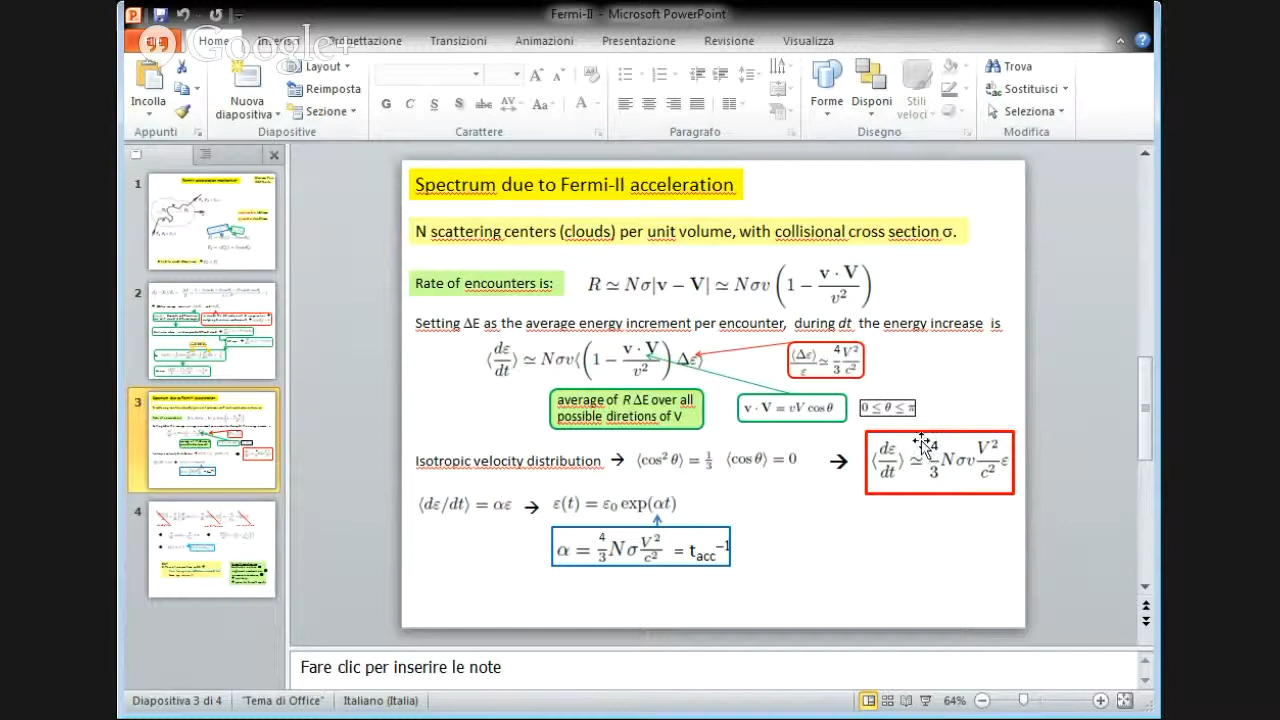 Fermi-II - Microsoft PowerPoint
Google+
Home
Progettazione
Transizioni
Animazioni
Presentazione
Revisione
Visualizza
Incolla
Nuova
diapositiva
Layout
Reimposta
Sezione
Forme
Disponi
Stili
veloci
Trova
Sostituisci
Seleziona
Appunti
Diapositive
Carattere
Paragrafo
Disegno
Modifica
1
2
3
4
Spectrum due to Fermi-II acceleration
N scattering centers (clouds) per unit volume, with collisional cross section σ.
Rate of encounters is: R ≃ Nσ|v − V| ≃ Nσv (1 − v · V / v²)
Setting ΔE as the average energy increment per encounter, during dt the energy increase is
⟨dε/dt⟩ ≃ Nσv⟨(1 − v · V / v²) Δε⟩
⟨Δε⟩/ε ≃ 4/3 V²/c²
average of R ΔE over all
possible diretions of V
v · V = vV cos θ
0 ≤ θ ≤ π
Isotropic velocity distribution → ⟨cos² θ⟩ = 1/3 ⟨cos θ⟩ = 0 →
⟨dε/dt⟩ ≃ 4/3 Nσv V²/c² ε
⟨dε/dt⟩ = αε → ε(t) = ε₀ exp(αt)
α = 4/3 Nσ V²/c² = t_acc⁻¹
Fare clic per inserire le note
Diapositiva 3 di 4
"Tema di Office"
Italiano (Italia)
64%